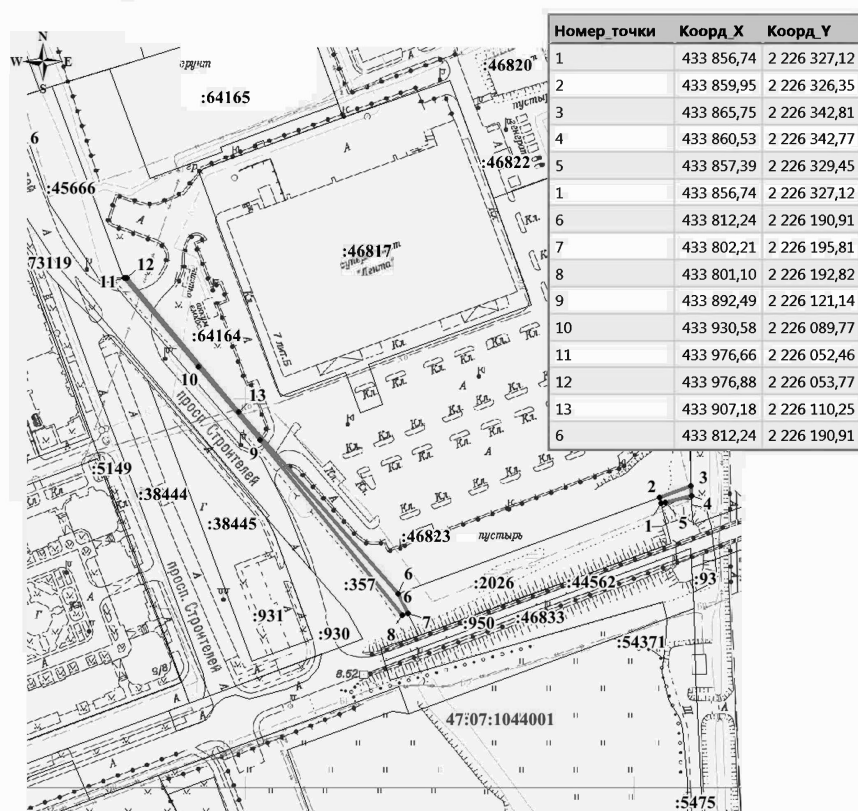 Номер_точки Коорд_X Коорд_Y
1 433 856,74 2 226 327,12
2 433 859,95 2 226 326,35
3 433 865,75 2 226 342,81
4 433 860,53 2 226 342,77
5 433 857,39 2 226 329,45
1 433 856,74 2 226 327,12
6 433 812,24 2 226 190,91
7 433 802,21 2 226 195,81
8 433 801,10 2 226 192,82
9 433 892,49 2 226 121,14
10 433 930,58 2 226 089,77
11 433 976,66 2 226 052,46
12 433 976,88 2 226 053,77
13 433 907,18 2 226 110,25
6 433 812,24 2 226 190,91
N
W E
S
:46820
:64165
6
A
:46822
:45666
A
Кл.
:46817
"Лента"
73119
12
11
:64164
7 лит.Б
10
Кл
A
13
просп. Строителей
9
:5149
A
:38444
Г
:38445
2
3
4
1
5
:46823
пустырь
просп. Строителей
:357
6
:2026
:44562
:93
6
7
8
:931
:930
:950
:46833
:54371
8.52
47:07:1044001
:5475